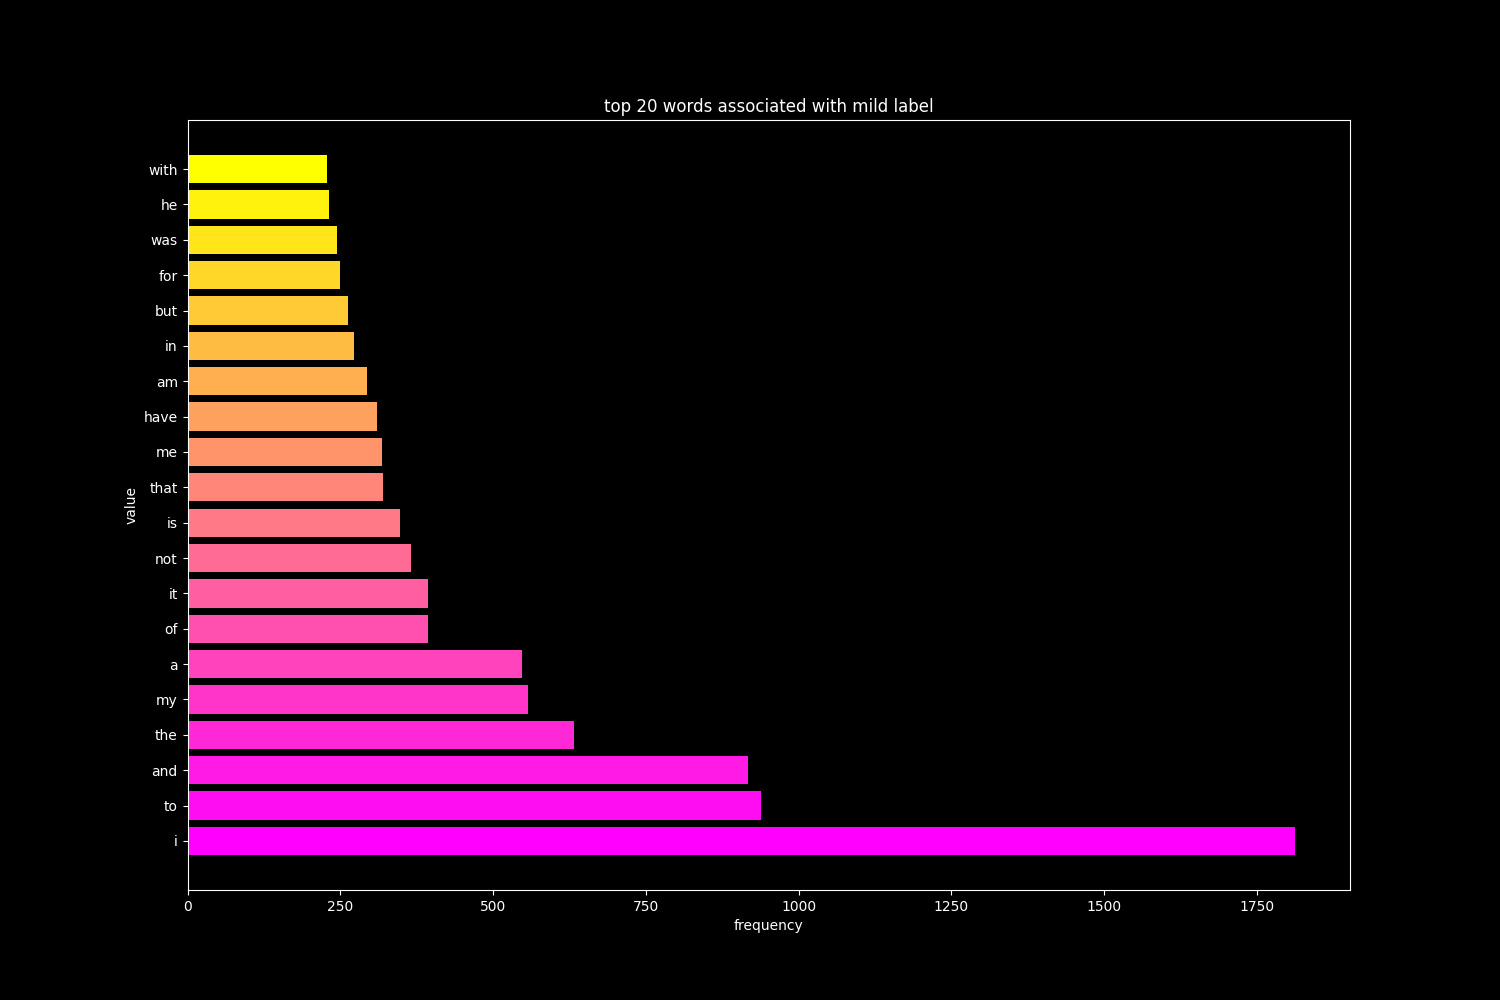 top 20 words associated with mild label
with
he
was
for
but
in
am
have
me
that
value
is
not
it
of
a
my
the
and
to
i
0 250 500 750 1000 1250 1500 1750
frequency